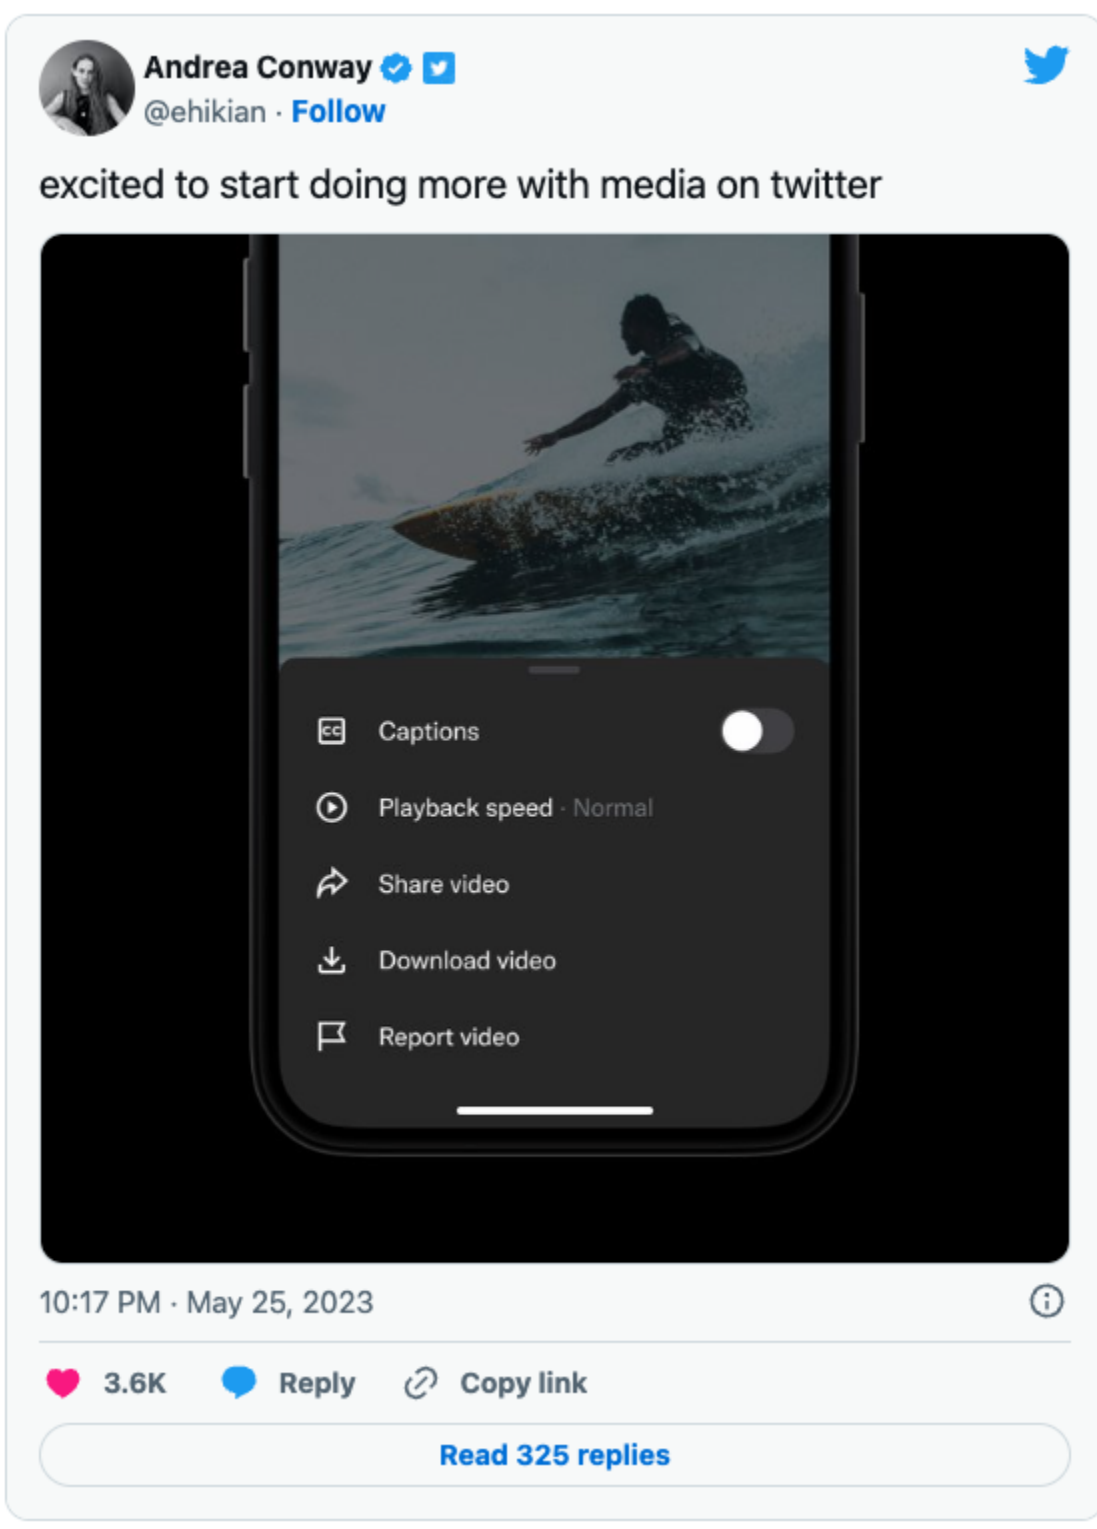 Andrea Conway
@ehikian · Follow
excited to start doing more with media on twitter
CC Captions
Playback speed · Normal
Share video
Download video
Report video
10:17 PM · May 25, 2023
3.6K Reply Copy link
Read 325 replies